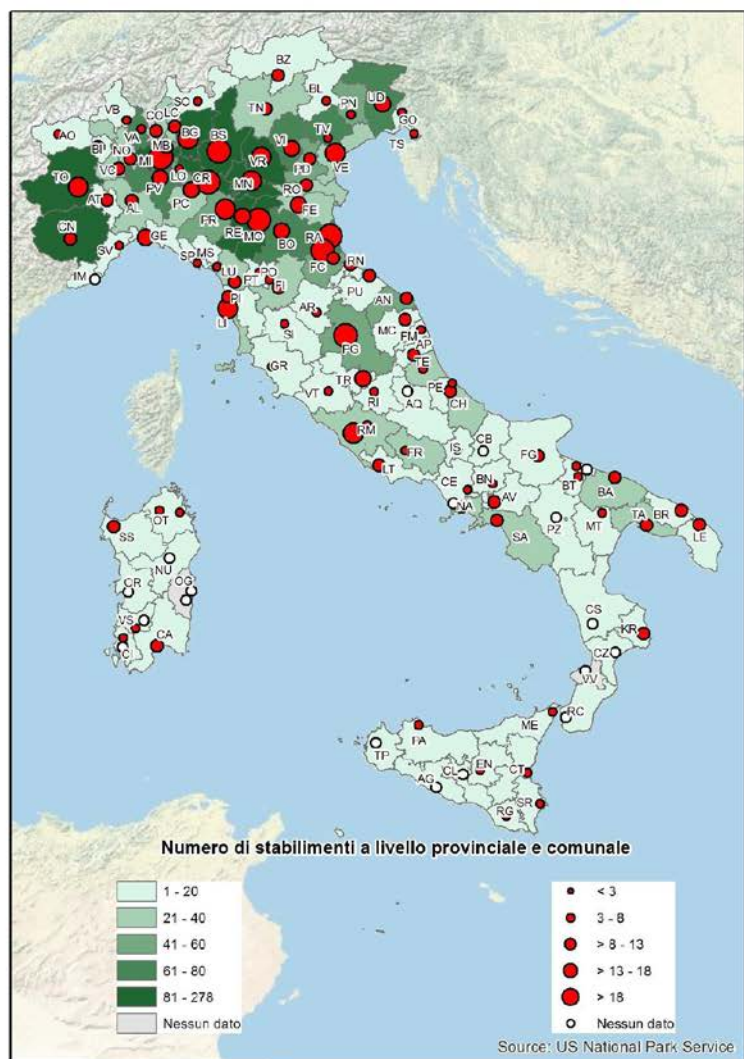 BZ
BL
SO
TN
PN
UD
GO
TS
VB
CO
LC
AO
VA
BI
NO
MI
MB
BG
BS
VI
TV
VE
VR
PD
VC
TO
PV
LO
CR
MN
RO
AT
AL
PC
FE
CN
PR
RE
MO
BO
RA
GE
SV
SP
MS
FC
RN
IM
LU
PT
PO
FI
PU
PI
AN
LI
AR
MC
SI
FM
PG
AP
TE
GR
TR
PE
VT
RI
AQ
CH
RM
FR
IS
CB
FG
LT
CE
BN
BT
NA
AV
BA
SA
PZ
MT
TA
BR
LE
OT
SS
NU
OR
OG
VS
CA
CI
CS
KR
CZ
VV
RC
ME
TP
PA
AG
CL
EN
CT
RG
SR
Numero di stabilimenti a livello provinciale e comunale
1 - 20
21 - 40
41 - 60
61 - 80
81 - 278
Nessun dato
< 3
3 - 8
> 8 - 13
> 13 - 18
> 18
Nessun dato
Source: US National Park Service